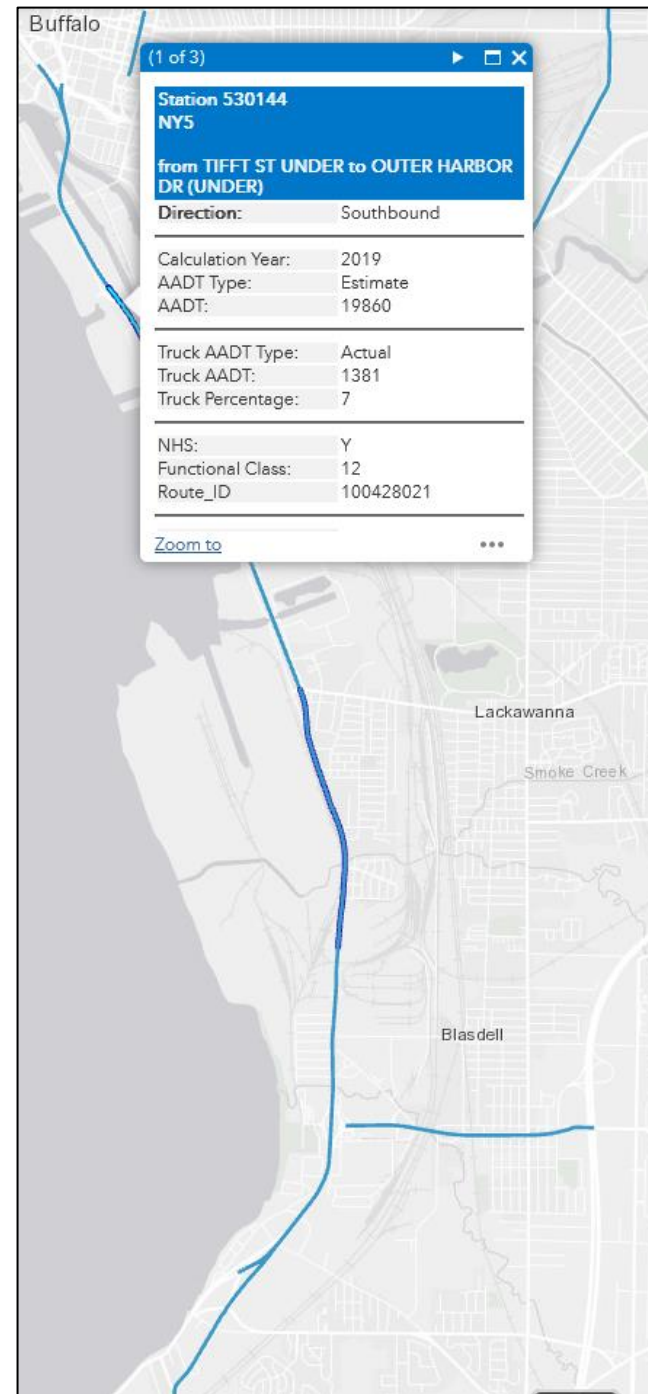 Buffalo
(1 of 3)
Station 530144
NY5
from TIFFT ST UNDER to OUTER HARBOR
DR (UNDER)
Direction: Southbound
Calculation Year: 2019
AADT Type: Estimate
AADT: 19860
Truck AADT Type: Actual
Truck AADT: 1381
Truck Percentage: 7
NHS: Y
Functional Class: 12
Route_ID 100428021
Zoom to
Lackawanna
Smoke Creek
Blasdell